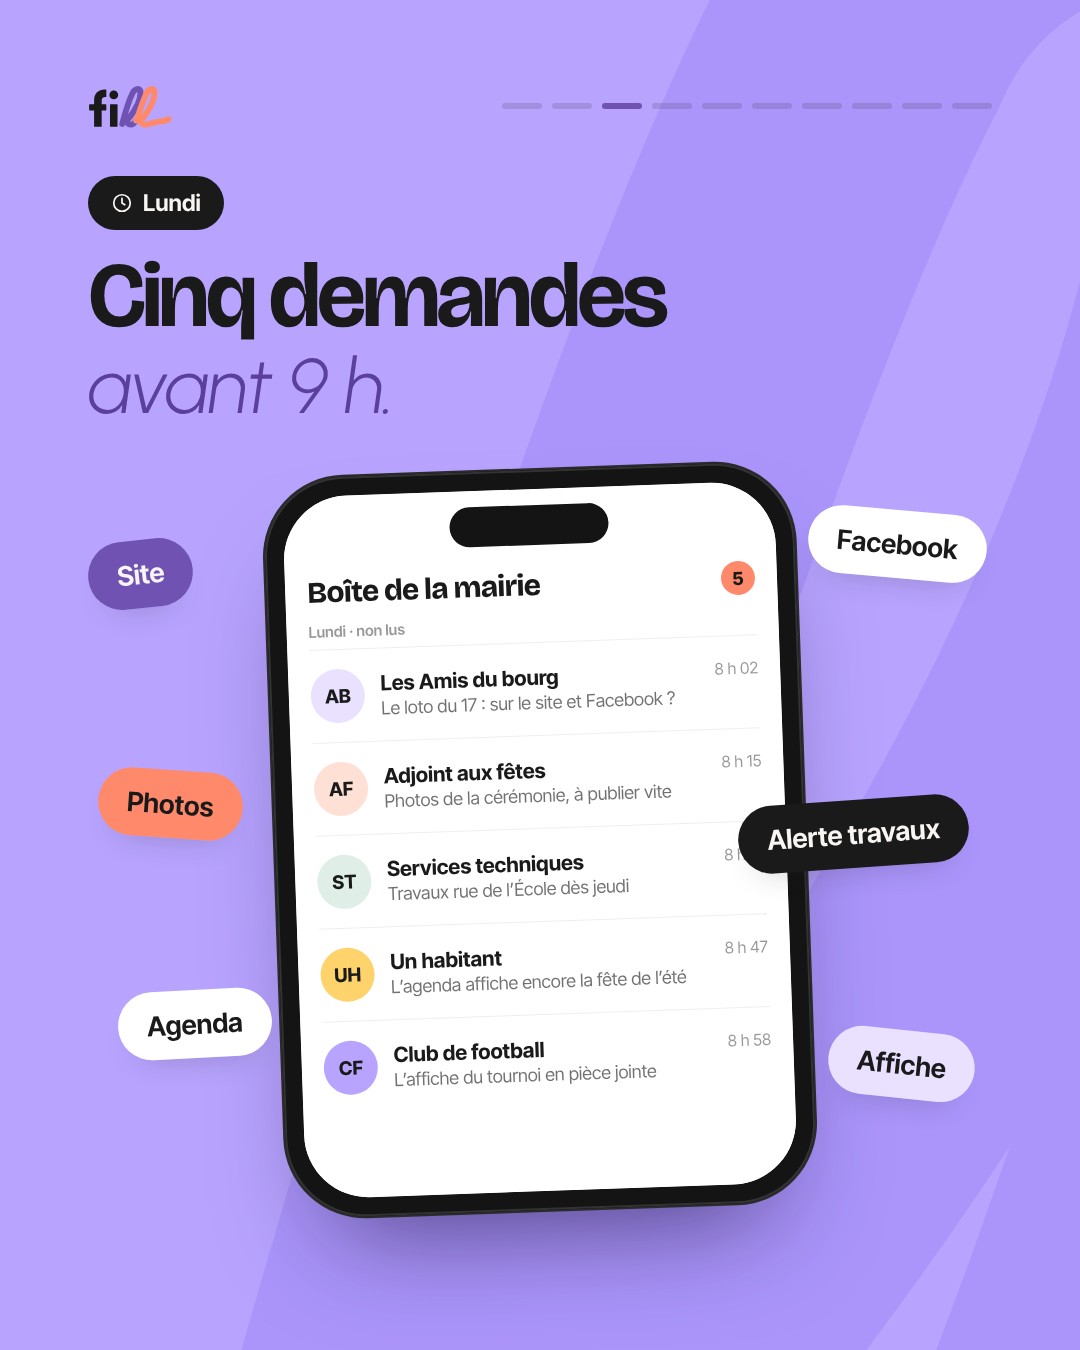 fill
Lundi
Cinq demandes
avant 9 h.
Site
Facebook
Photos
Alerte travaux
Agenda
Affiche
Boîte de la mairie
5
Lundi · non lus
AB
Les Amis du bourg
8 h 02
Le loto du 17 : sur le site et Facebook ?
AF
Adjoint aux fêtes
8 h 15
Photos de la cérémonie, à publier vite
ST
Services techniques
8
Travaux rue de l’École dès jeudi
UH
Un habitant
8 h 47
L’agenda affiche encore la fête de l’été
CF
Club de football
8 h 58
L’affiche du tournoi en pièce jointe